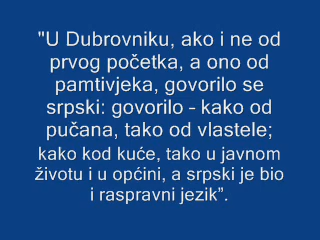 "U Dubrovniku, ako i ne od
prvog početka, a ono od
pamtivjeka, govorilo se
srpski: govorilo – kako od
pučana, tako od vlastele;
kako kod kuće, tako u javnom
životu i u općini, a srpski je bio
i raspravni jezik”.